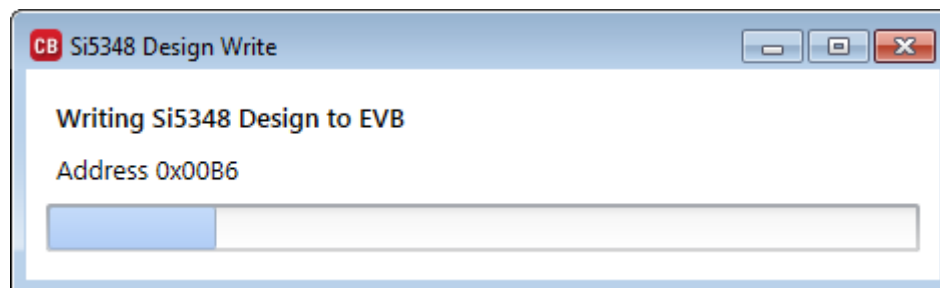 CB Si5348 Design Write
Writing Si5348 Design to EVB
Address 0x00B6